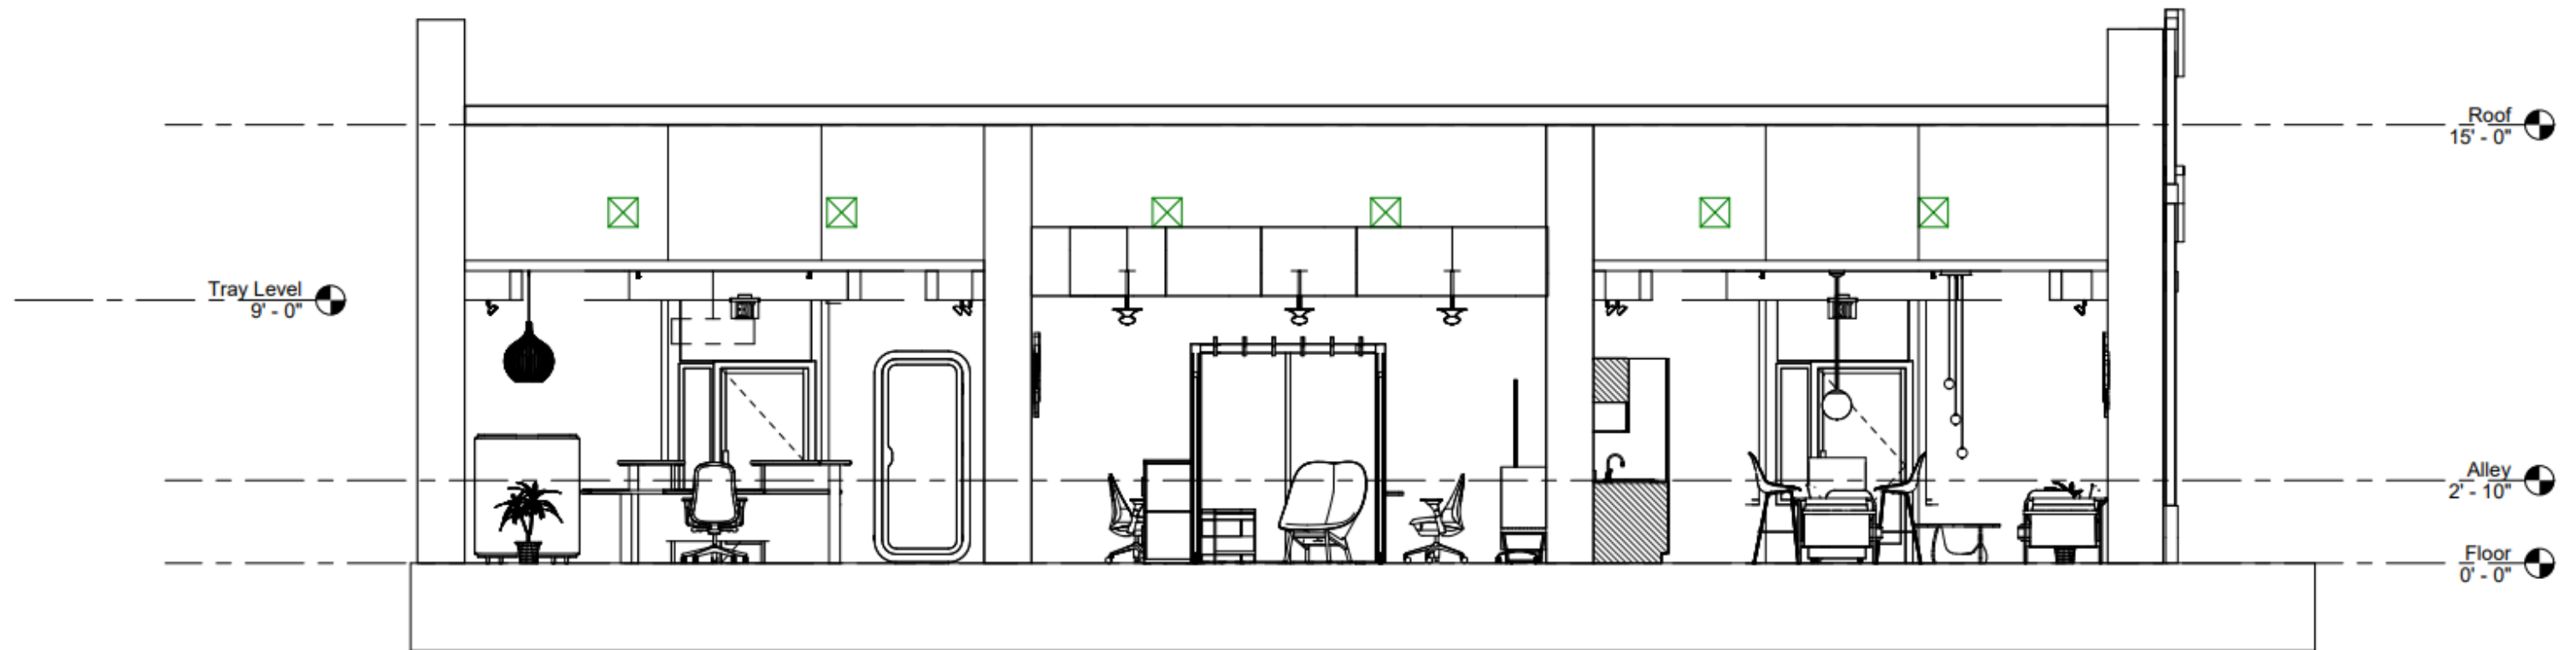 Roof
15' - 0"
Tray Level
9' - 0"
Alley
2' - 10"
Floor
0' - 0"